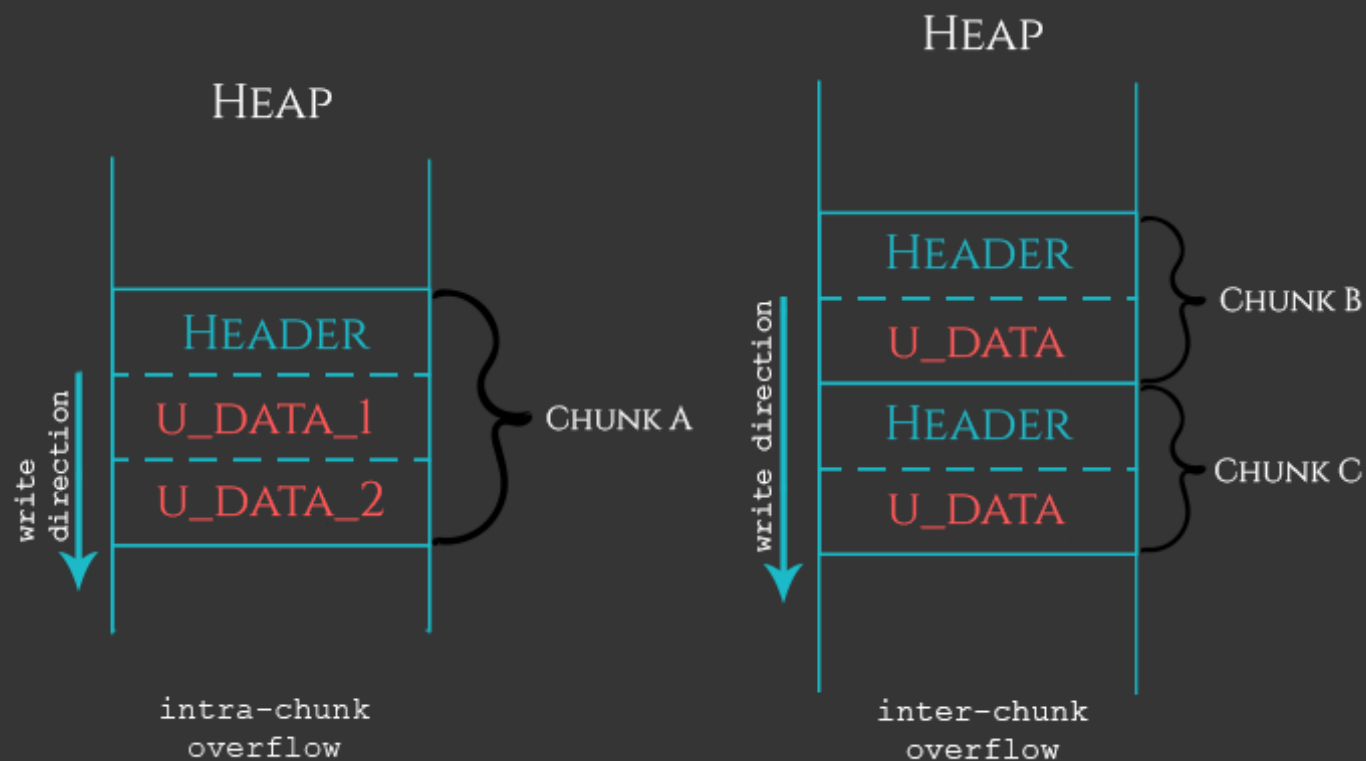 HEAP
HEADER
U_DATA_1
U_DATA_2
CHUNK A
write
direction
intra-chunk
overflow
HEAP
HEADER
U_DATA
CHUNK B
HEADER
U_DATA
CHUNK C
write direction
inter-chunk
overflow